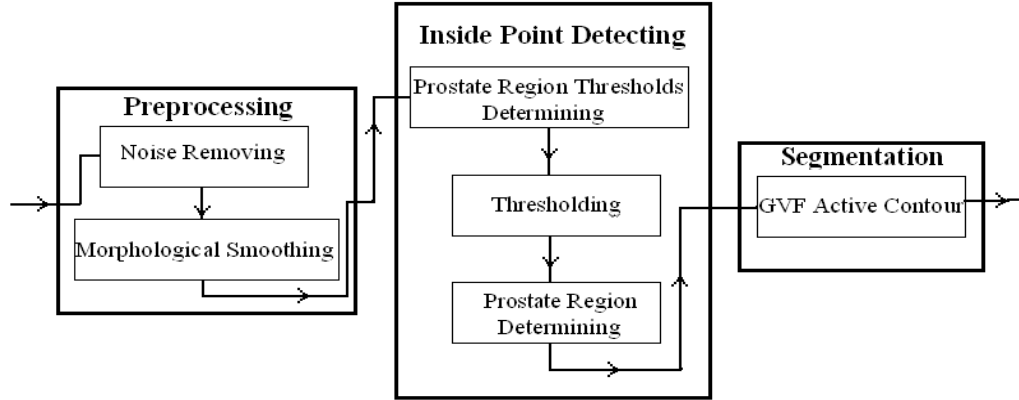 Preprocessing
Noise Removing
Morphological Smoothing
Inside Point Detecting
Prostate Region Thresholds
Determining
Thresholding
Prostate Region
Determining
Segmentation
GVF Active Contour